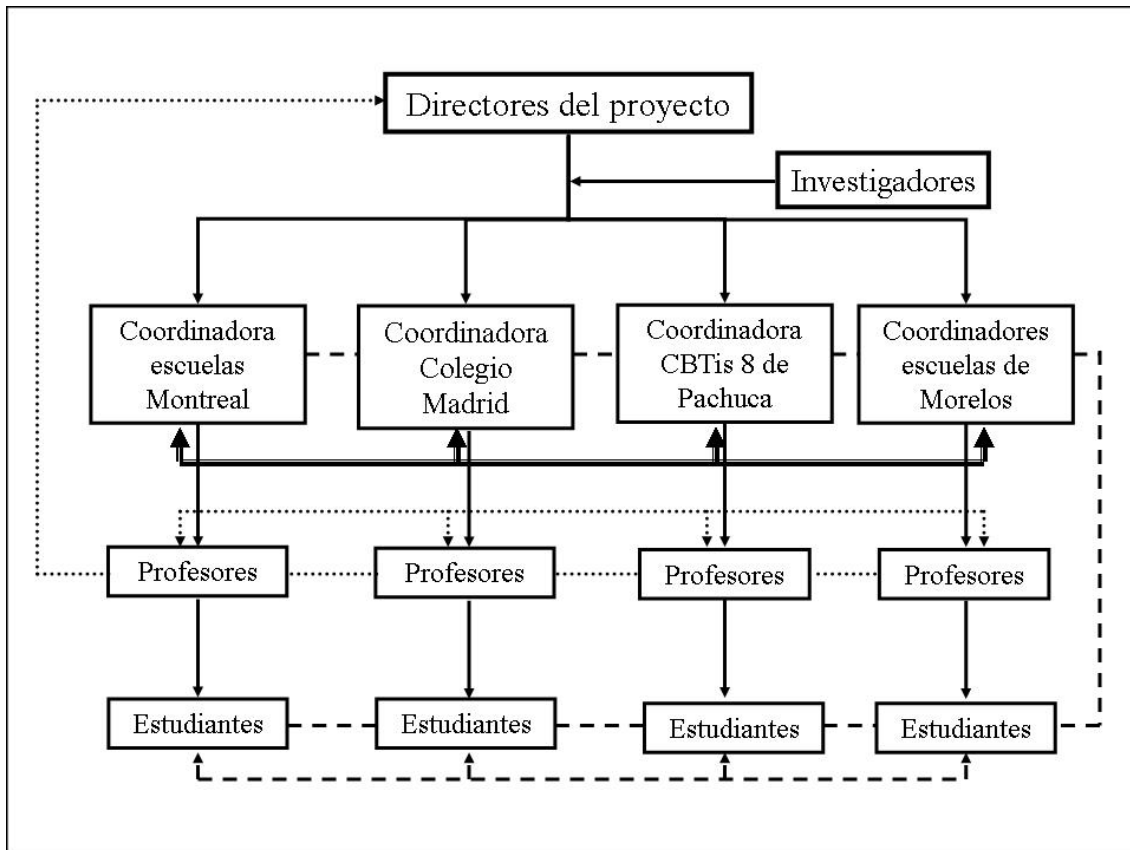 Directores del proyecto
Investigadores
Coordinadora
escuelas
Montreal
Coordinadora
Colegio
Madrid
Coordinadora
CBTis 8 de
Pachuca
Coordinadores
escuelas de
Morelos
Profesores
Profesores
Profesores
Profesores
Estudiantes
Estudiantes
Estudiantes
Estudiantes